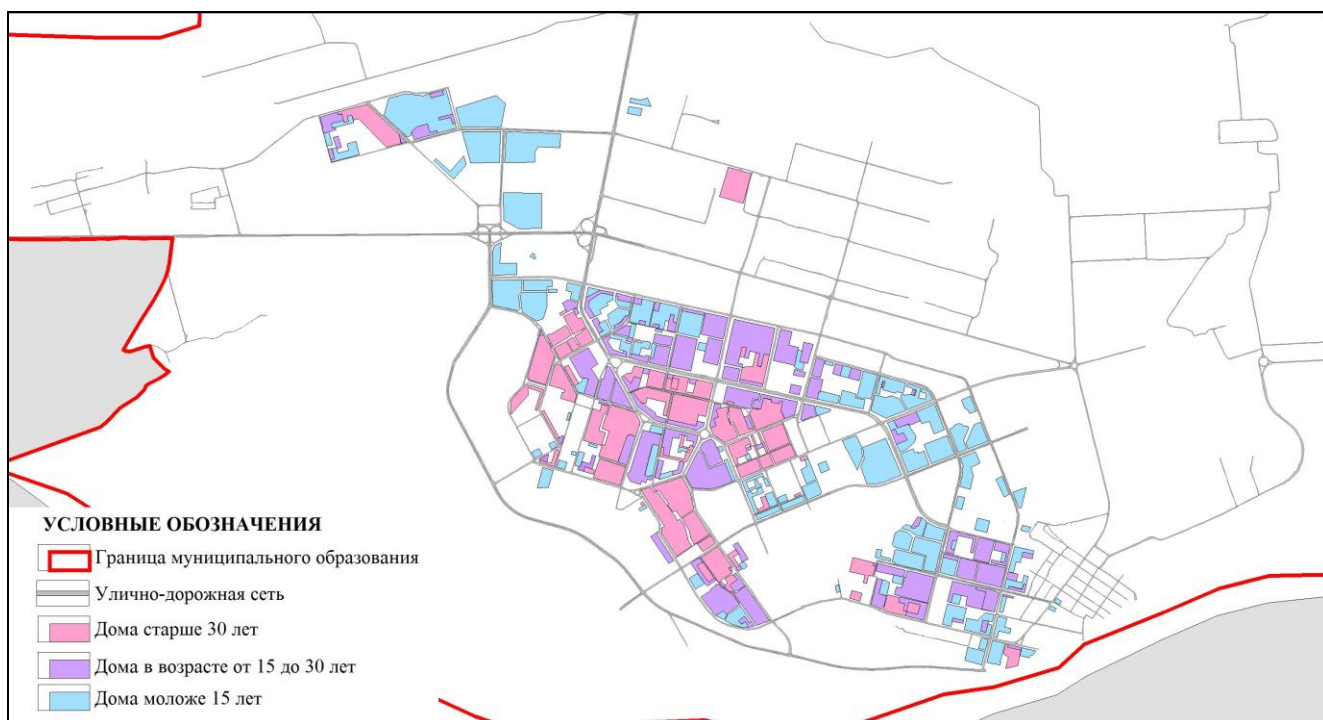 УСЛОВНЫЕ ОБОЗНАЧЕНИЯ
Граница муниципального образования
Улично-дорожная сеть
Дома старше 30 лет
Дома в возрасте от 15 до 30 лет
Дома моложе 15 лет